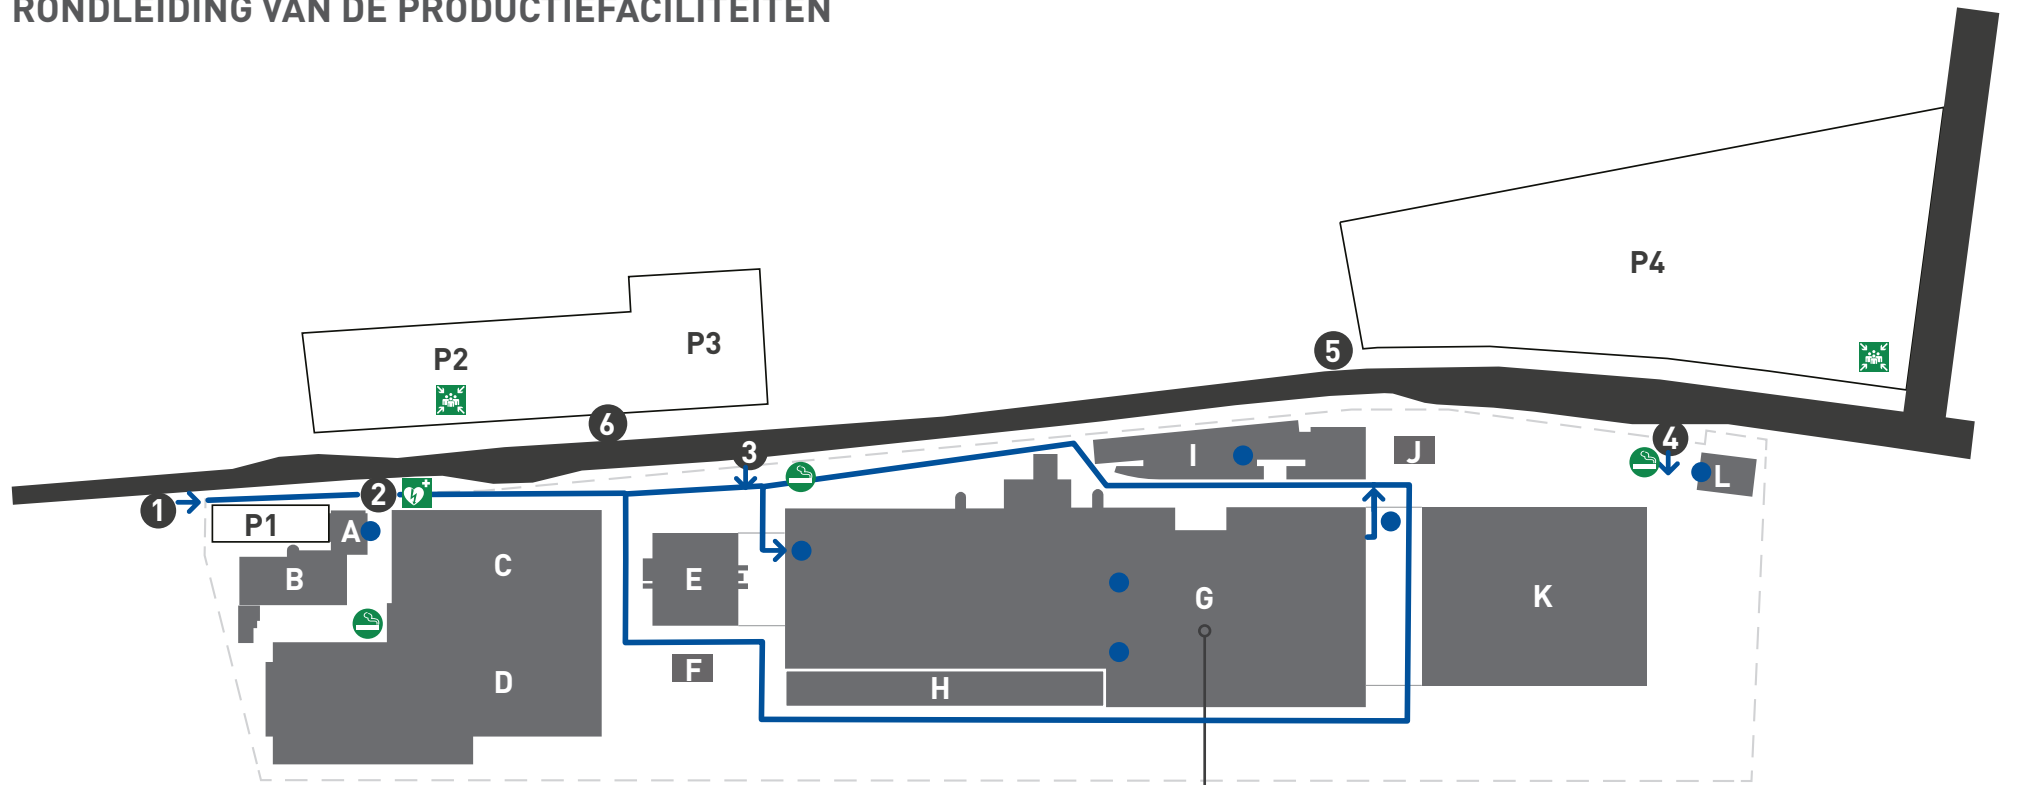 RONDLEIDING VAN DE PRODUCTIEFACILITEITEN
P4
P3
P2
5
6
3
4
I
J
L
2
1
P1
A
C
B
E
G
K
F
D
H